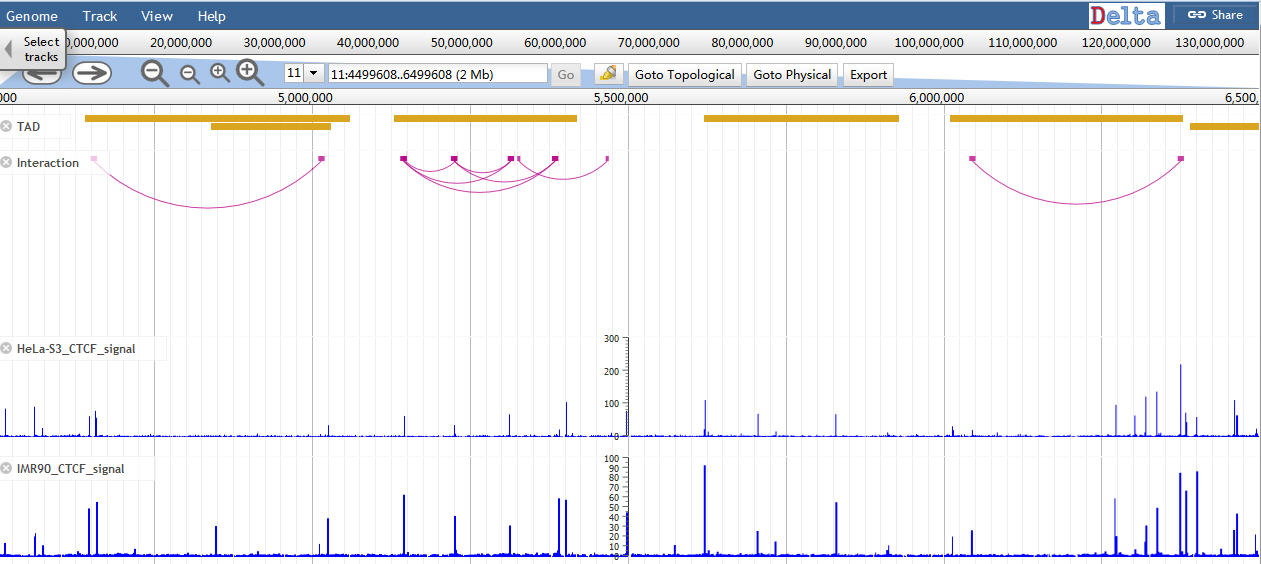 Genome Track View Help Delta Share
Select tracks
0,000,000 20,000,000 30,000,000 40,000,000 50,000,000 60,000,000 70,000,000 80,000,000 90,000,000 100,000,000 110,000,000 120,000,000 130,000,000
11 11:4499608..6499608 (2 Mb) Go Goto Topological Goto Physical Export
000 5,000,000 5,500,000 6,000,000 6,500,
TAD
Interaction
HeLa-S3_CTCF_signal
300
200
100
0
IMR90_CTCF_signal
100
90
80
70
60
50
40
30
20
10
0